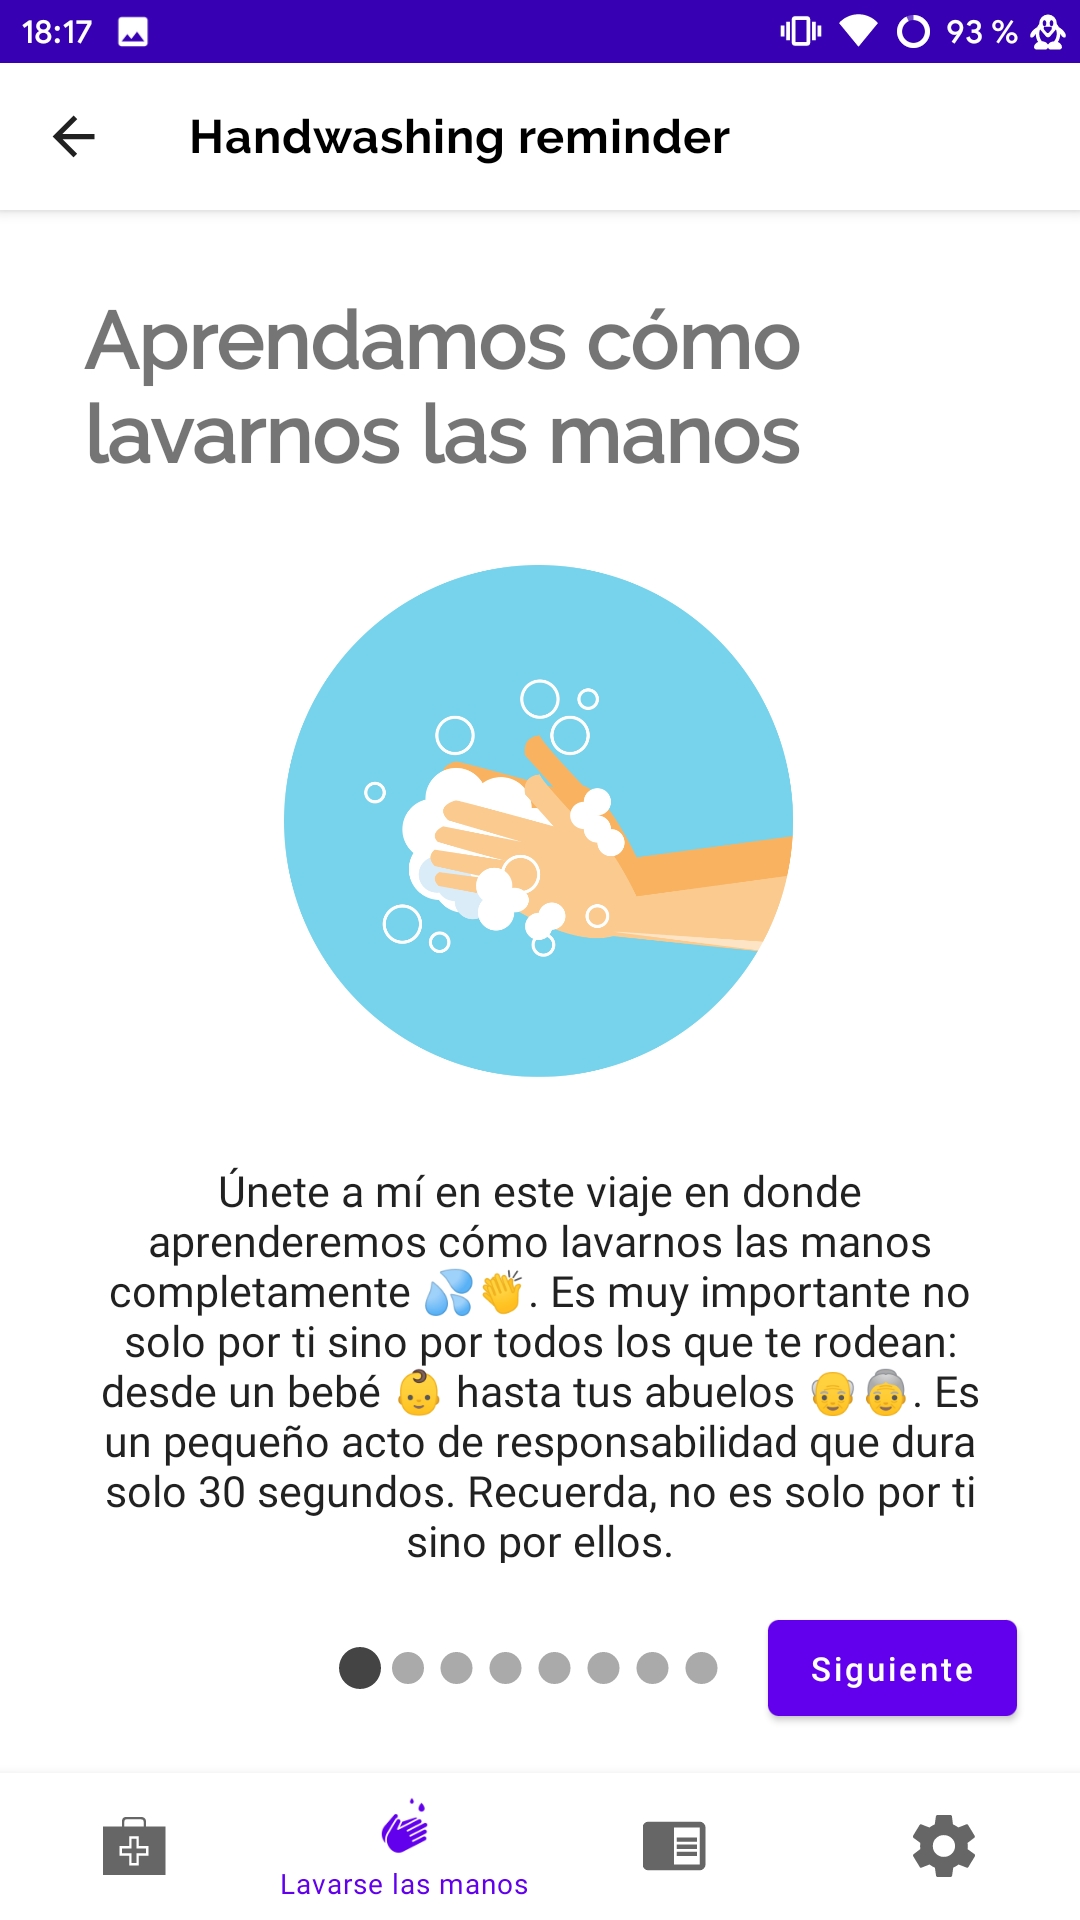 18:17
93 %
Handwashing reminder
Aprendamos cómo
lavarnos las manos
Únete a mí en este viaje en donde
aprenderemos cómo lavarnos las manos
completamente 💦👏. Es muy importante no
solo por ti sino por todos los que te rodean:
desde un bebé 👶 hasta tus abuelos 👴👵. Es
un pequeño acto de responsabilidad que dura
solo 30 segundos. Recuerda, no es solo por ti
sino por ellos.
Siguiente
Lavarse las manos